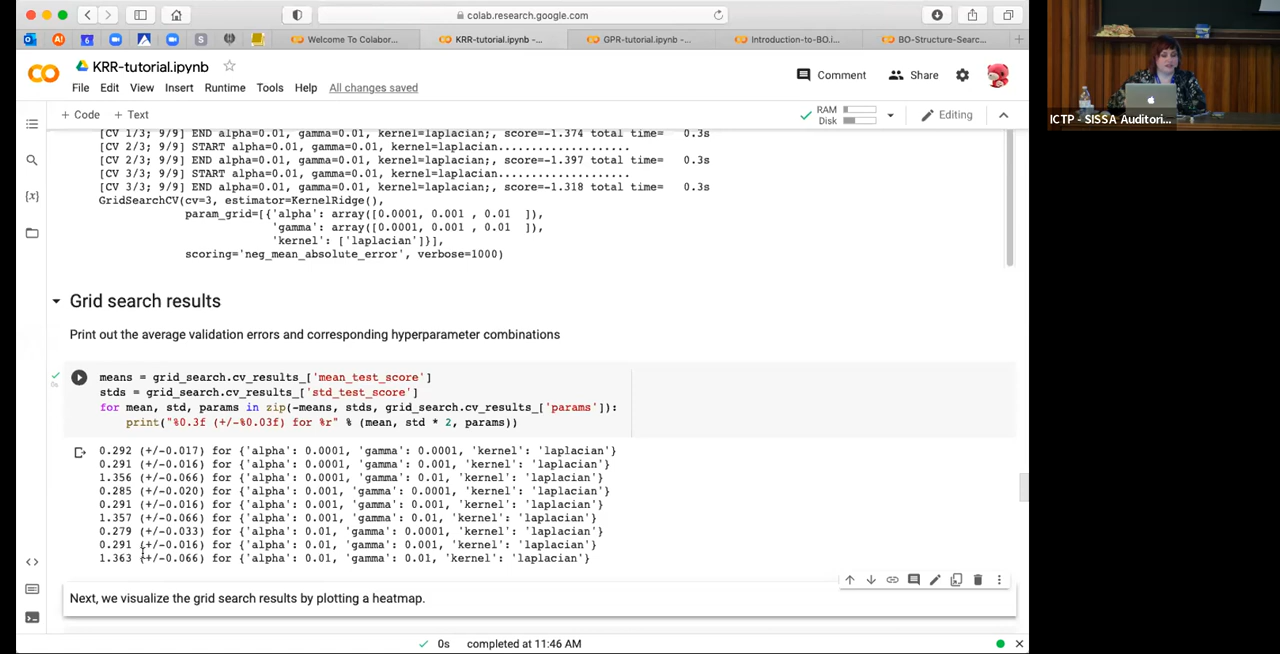 colab.research.google.com
6
S
Welcome To Colabor...
KRR-tutorial.ipynb -...
GPR-tutorial.ipynb -...
Introduction-to-BO.i...
BO-Structure-Searc...
KRR-tutorial.ipynb
Comment
Share
File Edit View Insert Runtime Tools Help All changes saved
+ Code + Text
RAM
Disk
Editing
[CV 1/3; 9/9] END alpha=0.01, gamma=0.01, kernel=laplacian;, score=-1.374 total time= 0.3s
[CV 2/3; 9/9] START alpha=0.01, gamma=0.01, kernel=laplacian....................
[CV 2/3; 9/9] END alpha=0.01, gamma=0.01, kernel=laplacian;, score=-1.397 total time= 0.3s
[CV 3/3; 9/9] START alpha=0.01, gamma=0.01, kernel=laplacian....................
[CV 3/3; 9/9] END alpha=0.01, gamma=0.01, kernel=laplacian;, score=-1.318 total time= 0.3s
GridSearchCV(cv=3, estimator=KernelRidge(),
param_grid=[{'alpha': array([0.0001, 0.001 , 0.01 ]),
'gamma': array([0.0001, 0.001 , 0.01 ]),
'kernel': ['laplacian']}],
scoring='neg_mean_absolute_error', verbose=1000)
Grid search results
Print out the average validation errors and corresponding hyperparameter combinations
means = grid_search.cv_results_['mean_test_score']
stds = grid_search.cv_results_['std_test_score']
for mean, std, params in zip(-means, stds, grid_search.cv_results_['params']):
print("%0.3f (+/-%0.03f) for %r" % (mean, std * 2, params))
0.292 (+/-0.017) for {'alpha': 0.0001, 'gamma': 0.0001, 'kernel': 'laplacian'}
0.291 (+/-0.016) for {'alpha': 0.0001, 'gamma': 0.001, 'kernel': 'laplacian'}
1.356 (+/-0.066) for {'alpha': 0.0001, 'gamma': 0.01, 'kernel': 'laplacian'}
0.285 (+/-0.020) for {'alpha': 0.001, 'gamma': 0.0001, 'kernel': 'laplacian'}
0.291 (+/-0.016) for {'alpha': 0.001, 'gamma': 0.001, 'kernel': 'laplacian'}
1.357 (+/-0.066) for {'alpha': 0.001, 'gamma': 0.01, 'kernel': 'laplacian'}
0.279 (+/-0.033) for {'alpha': 0.01, 'gamma': 0.0001, 'kernel': 'laplacian'}
0.291 (+/-0.016) for {'alpha': 0.01, 'gamma': 0.001, 'kernel': 'laplacian'}
1.363 (+/-0.066) for {'alpha': 0.01, 'gamma': 0.01, 'kernel': 'laplacian'}
Next, we visualize the grid search results by plotting a heatmap.
0s completed at 11:46 AM
ICTP - SISSA Auditori...